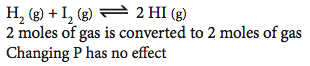 H₂ (g) + I₂ (g) ⇌ 2 HI (g)
2 moles of gas is converted to 2 moles of gas
Changing P has no effect